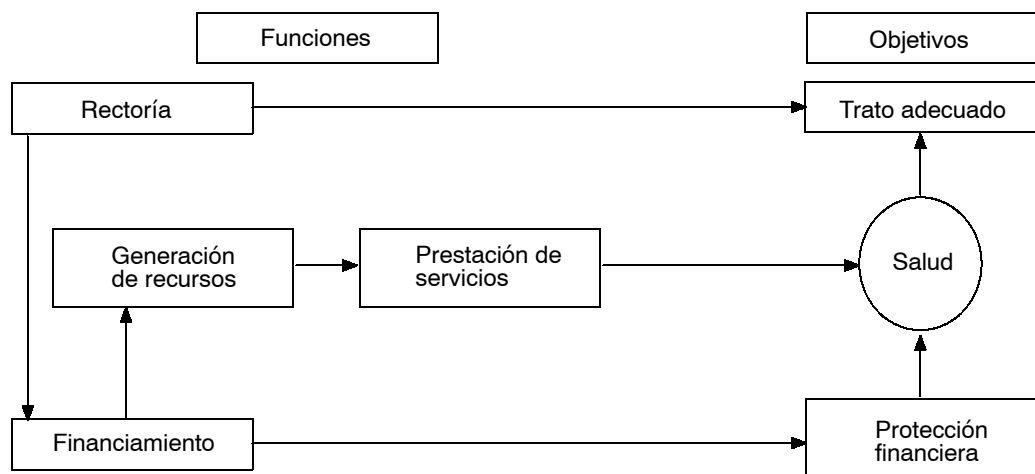 Funciones
Objetivos
Rectoría
Trato adecuado
Generación
de recursos
Prestación de
servicios
Salud
Financiamiento
Protección
financiera